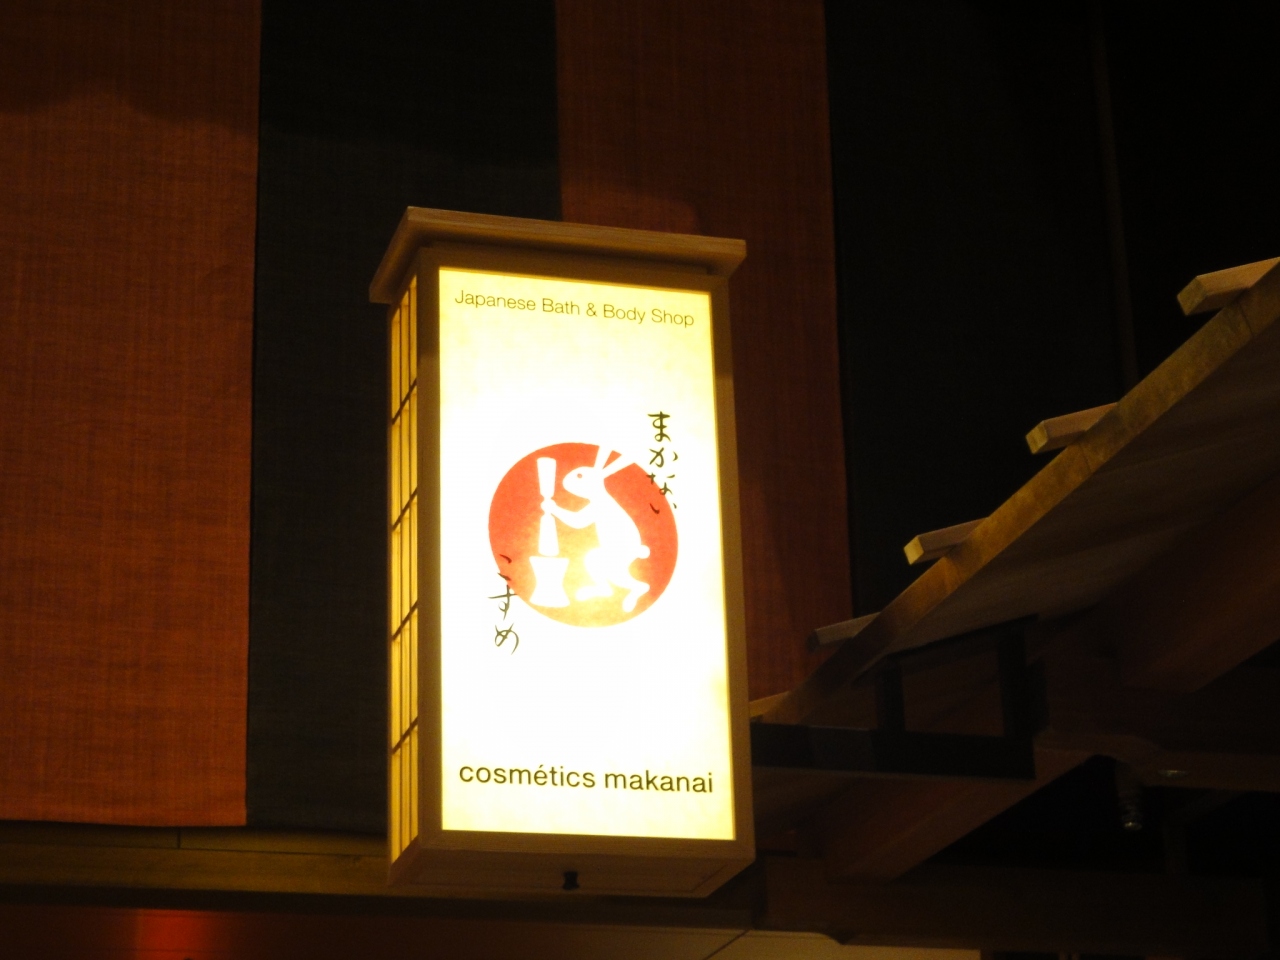 Japanese Bath & Body Shop
まかない
こすめ
cosmétics makanai